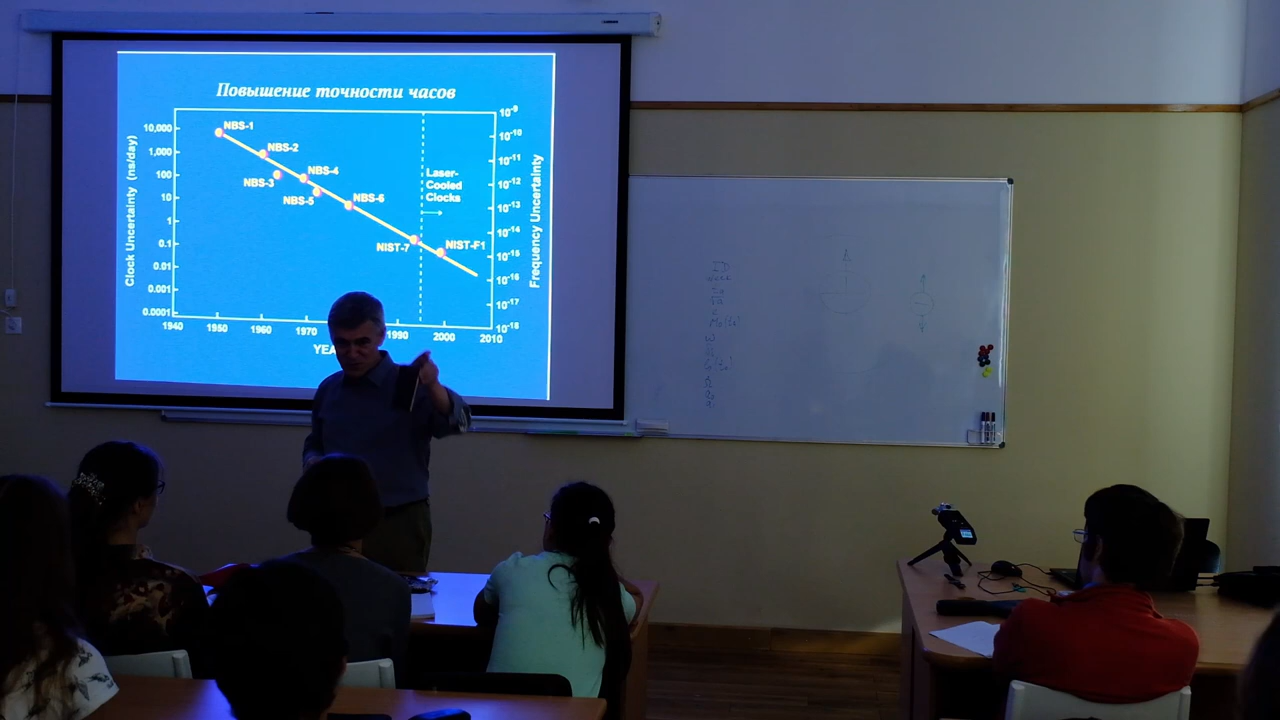 Повышение точности часов
Clock Uncertainty (ns/day)
10,000
1,000
100
10
1
0.1
0.01
0.001
0.0001
NBS-1
NBS-2
NBS-3
NBS-4
NBS-5
NBS-6
NIST-7
NIST-F1
Laser-
Cooled
Clocks
10-9
10-10
10-11
10-12
10-13
10-14
10-15
10-16
10-17
10-18
Frequency Uncertainty
1940 1950 1960 1970 1990 2000 2010